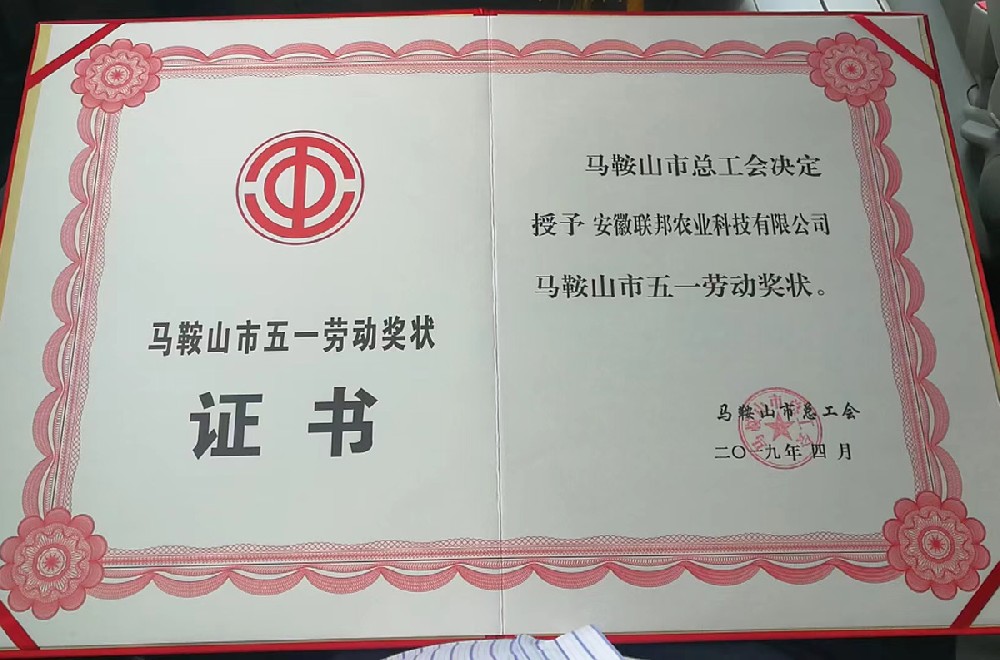 马鞍山市五一劳动奖状
证书
马鞍山市总工会决定
授予 安徽联邦农业科技有限公司
马鞍山市五一劳动奖状。
马鞍山市总工会
二〇一九年四月